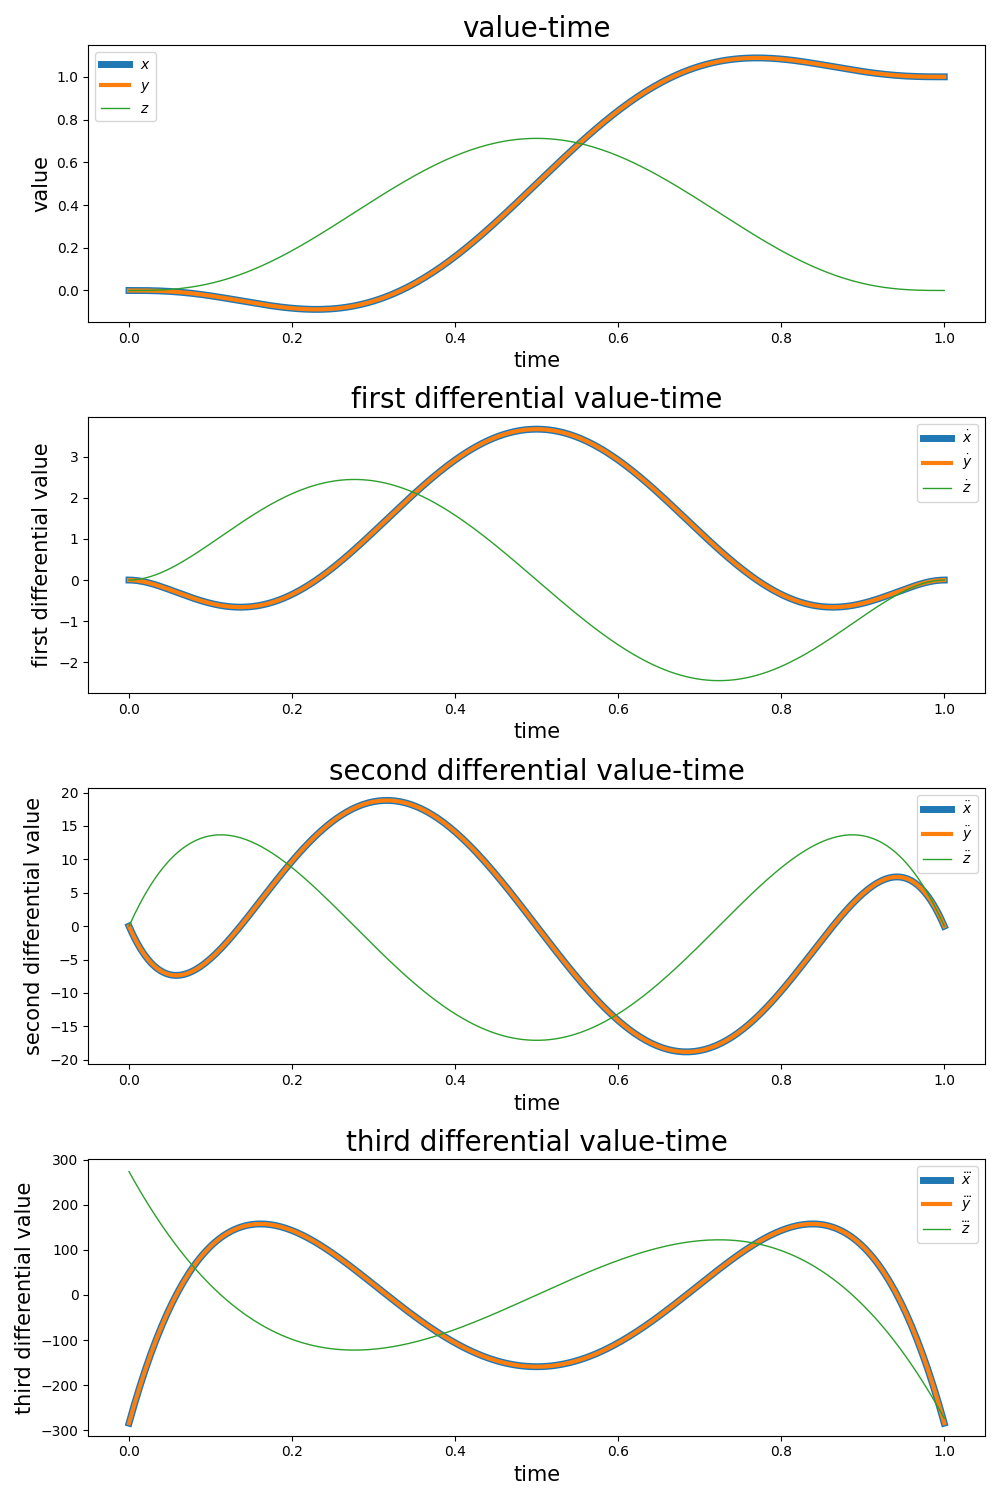 value-time
x
y
z
value
1.0
0.8
0.6
0.4
0.2
0.0
0.0 0.2 0.4 0.6 0.8 1.0
time
first differential value-time
ẋ
ẏ
ż
first differential value
3
2
1
0
−1
−2
0.0 0.2 0.4 0.6 0.8 1.0
time
second differential value-time
ẍ
ÿ
z̈
second differential value
20
15
10
5
0
−5
−10
−15
−20
0.0 0.2 0.4 0.6 0.8 1.0
time
third differential value-time
x⃛
y⃛
z⃛
third differential value
300
200
100
0
−100
−200
−300
0.0 0.2 0.4 0.6 0.8 1.0
time